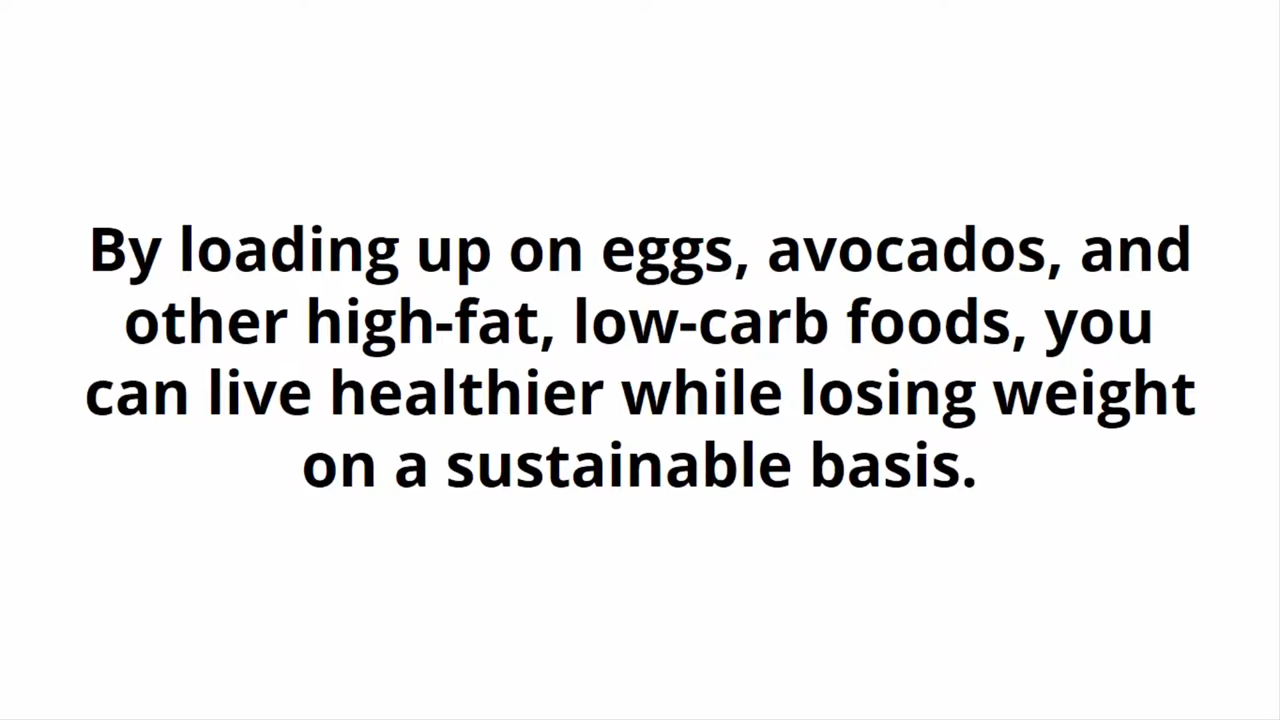 By loading up on eggs, avocados, and
other high-fat, low-carb foods, you
can live healthier while losing weight
on a sustainable basis.